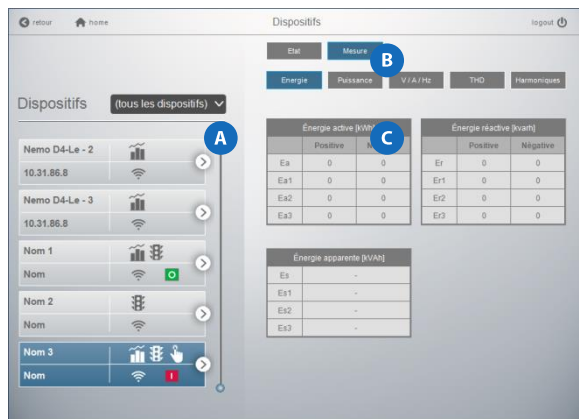 retour home Dispositifs logout
Etat Mesure
B
Energie Puissance V / A / Hz THD Harmoniques
Dispositifs (tous les dispositifs)
A
Nemo D4-Le - 2
10.31.86.8
Nemo D4-Le - 3
10.31.86.8
Nom 1
Nom O
Nom 2
Nom
Nom 3
Nom I
Énergie active [kWh]
C
Positive
Ea 0 0
Ea1 0 0
Ea2 0 0
Ea3 0 0
Énergie réactive [kvarh]
Positive Négative
Er 0 0
Er1 0 0
Er2 0 0
Er3 0 0
Énergie apparente [kVAh]
Es -
Es1 -
Es2 -
Es3 -